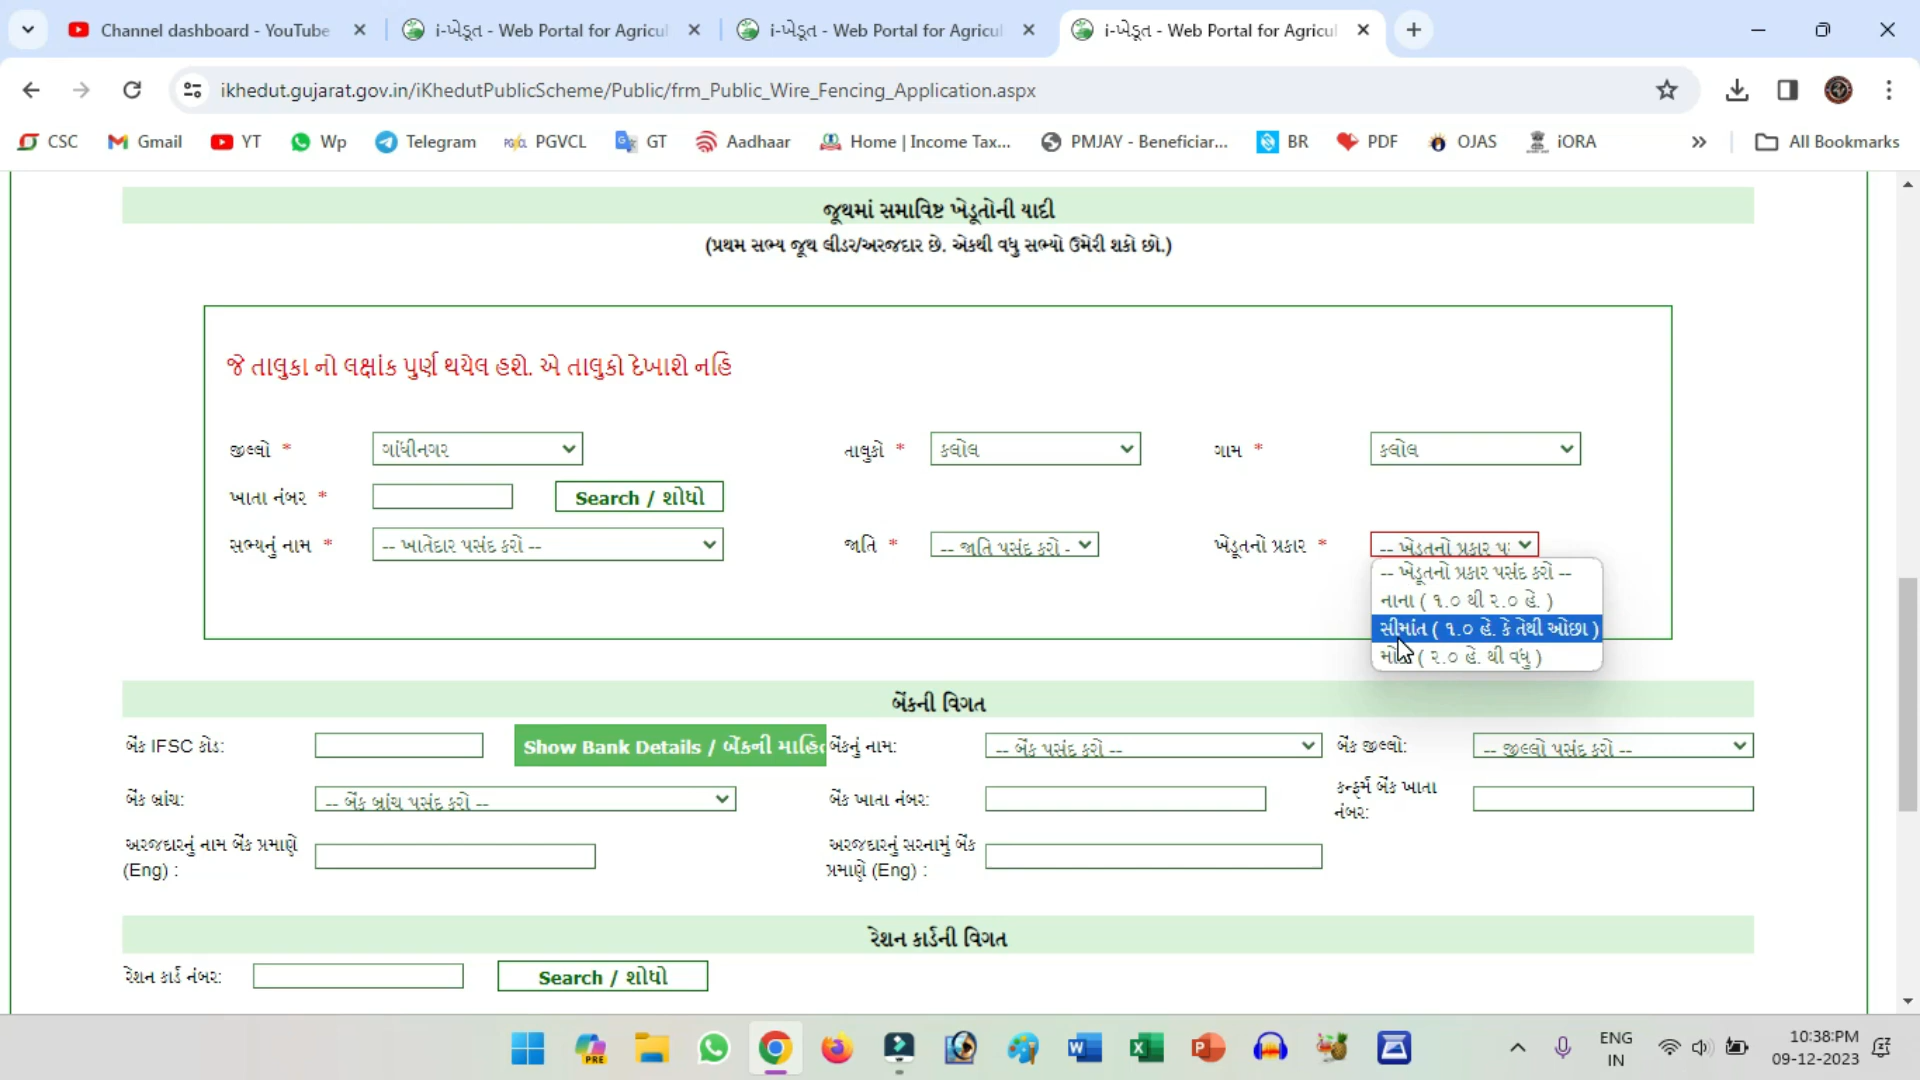 Channel dashboard - YouTube
i-ખેડૂત - Web Portal for Agricul
i-ખેડૂત - Web Portal for Agricul
i-ખેડૂત - Web Portal for Agricul
ikhedut.gujarat.gov.in/iKhedutPublicScheme/Public/frm_Public_Wire_Fencing_Application.aspx
CSC Gmail YT Wp Telegram PGVCL GT Aadhaar Home | Income Tax... PMJAY - Beneficiar... BR PDF OJAS iORA » All Bookmarks
જૂથમાં સમાવિષ્ટ ખેડૂતોની યાદી
(પ્રથમ સભ્ય જૂથ લીડર/અરજદાર છે. એકથી વધુ સભ્યો ઉમેરી શકો છો.)
જે તાલુકા નો લક્ષાંક પુર્ણ થયેલ હશે. એ તાલુકો દેખાશે નહિ
જીલ્લો * ગાંધીનગર તાલુકો * કલોલ ગામ * કલોલ
ખાતા નંબર * Search / શોધો
સભ્યનું નામ * -- ખાતેદાર પસંદ કરો -- જાતિ * -- જાતિ પસંદ કરો - ખેડૂતનો પ્રકાર * -- ખેડૂતનો પ્રકાર પ
-- ખેડૂતનો પ્રકાર પસંદ કરો --
નાના ( ૧.૦ થી ૨.૦ હે. )
સીમાંત ( ૧.૦ હે. કે તેથી ઓછા )
( ૨.૦ હે. થી વધુ )
બેંકની વિગત
બેંક IFSC કોડ: Show Bank Details / બેંકની માહિ બેંકનું નામ: -- બેંક પસંદ કરો -- બેંક જીલ્લો: -- જીલ્લો પસંદ કરો --
બેંક બ્રાંચ: -- બેંક બ્રાંચ પસંદ કરો -- બેંક ખાતા નંબર: કન્ફર્મ બેંક ખાતા
નંબર:
અરજદારનું નામ બેંક પ્રમાણે અરજદારનું સરનામું બેંક
(Eng) : પ્રમાણે (Eng) :
રેશન કાર્ડની વિગત
રેશન કાર્ડ નંબર: Search / શોધો
PRE
ENG
IN
10:38:PM
09-12-2023